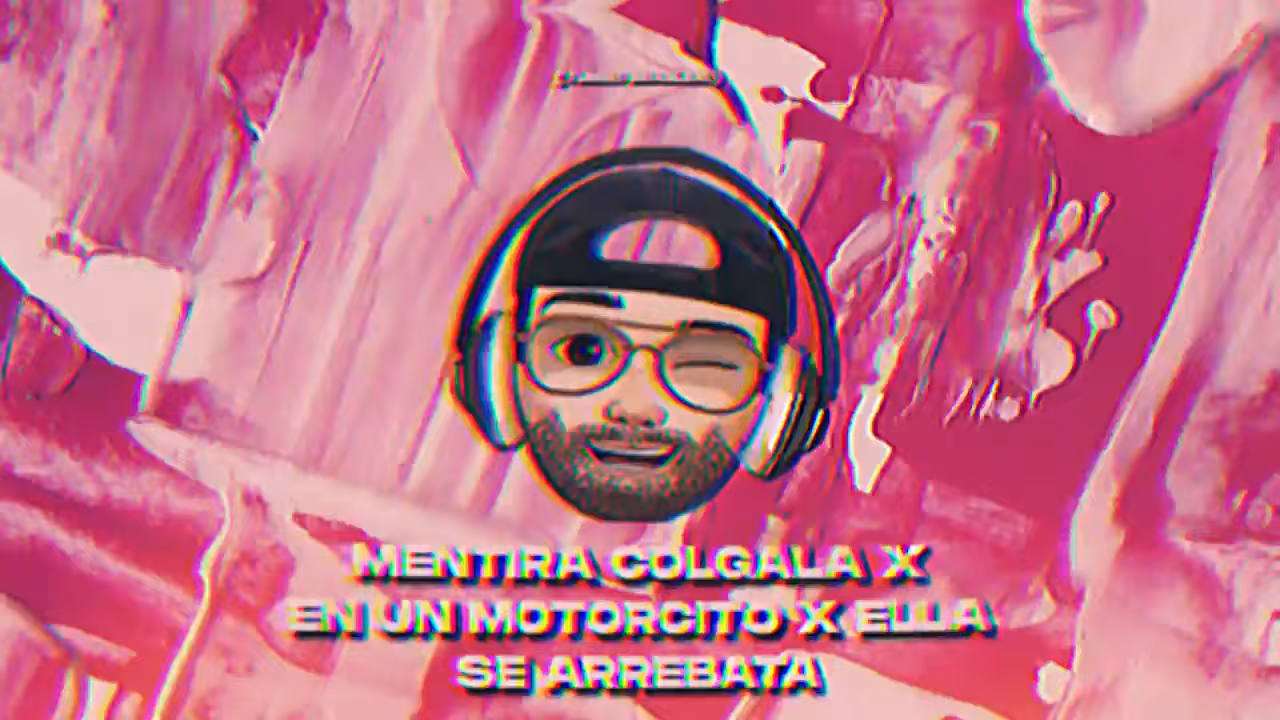 MENTIRA COLGALA X
EN UN MOTORCITO X ELLA
SE ARREBATA